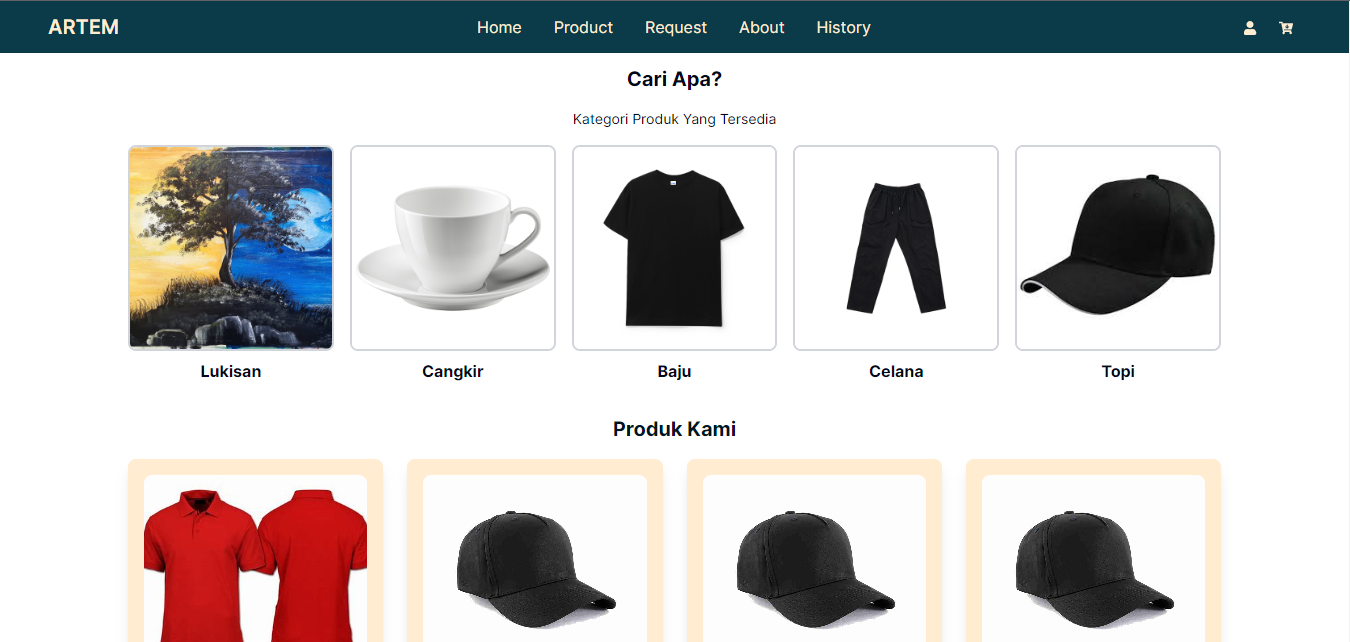 ARTEM
Home Product Request About History
Cari Apa?
Kategori Produk Yang Tersedia
Lukisan Cangkir Baju Celana Topi
Produk Kami